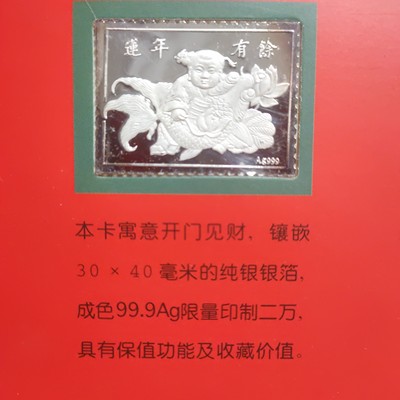 蓮年 有餘
Ag999
本卡寓意开门见财，镶嵌
30×40毫米的纯银银箔，
成色99.9Ag限量印制二万，
具有保值功能及收藏价值。